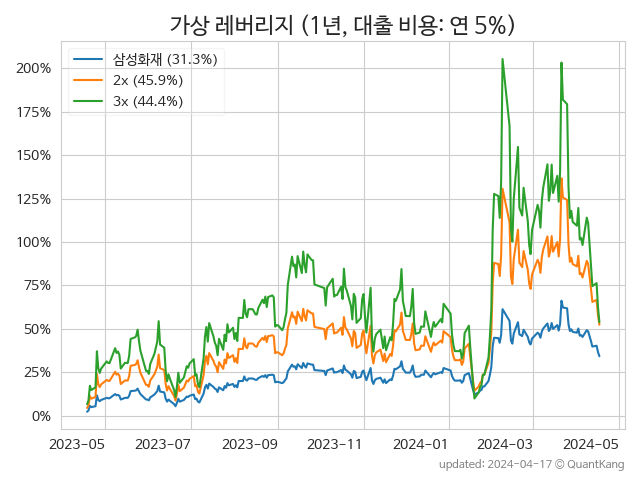 가상 레버리지 (1년, 대출 비용: 연 5%)
삼성화재 (31.3%)
2x (45.9%)
3x (44.4%)
200%
175%
150%
125%
100%
75%
50%
25%
0%
2023-05 2023-07 2023-09 2023-11 2024-01 2024-03 2024-05
updated: 2024-04-17 © QuantKang